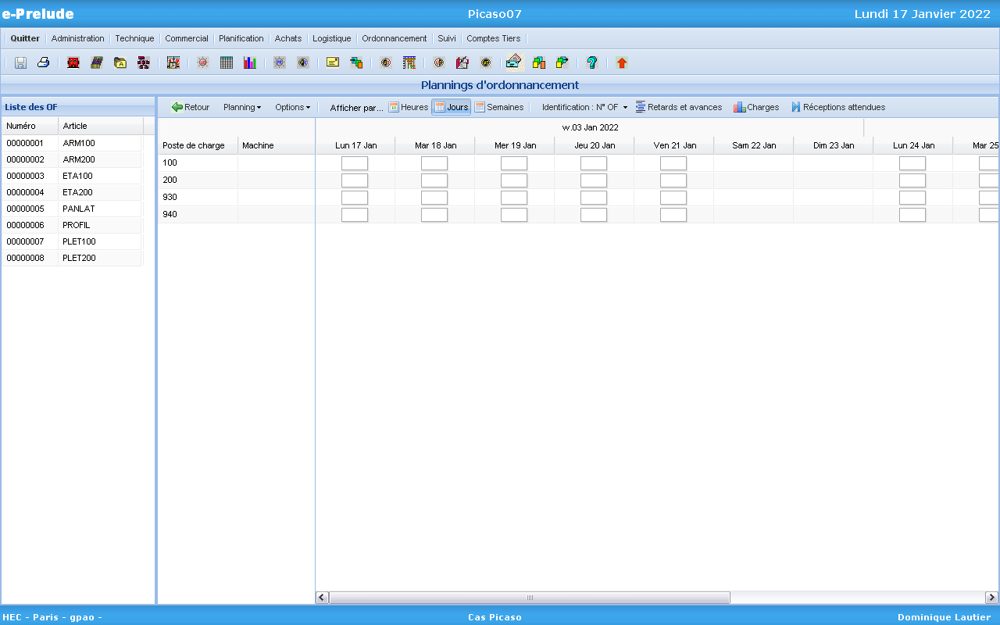 e-Prelude Picaso07 Lundi 17 Janvier 2022
Quitter Administration Technique Commercial Planification Achats Logistique Ordonnancement Suivi Comptes Tiers
Plannings d'ordonnancement
Liste des OF
Retour Planning Options Afficher par... Heures Jours Semaines Identification : N° OF Retards et avances Charges Réceptions attendues
Numéro Article
w.03 Jan 2022
Poste de charge Machine Lun 17 Jan Mar 18 Jan Mer 19 Jan Jeu 20 Jan Ven 21 Jan Sam 22 Jan Dim 23 Jan Lun 24 Jan Mar 25
00000001 ARM100
00000002 ARM200
00000003 ETA100
00000004 ETA200
00000005 PANLAT
00000006 PROFIL
00000007 PLET100
00000008 PLET200
100
200
930
940
HEC - Paris - gpao - Cas Picaso Dominique Lautier